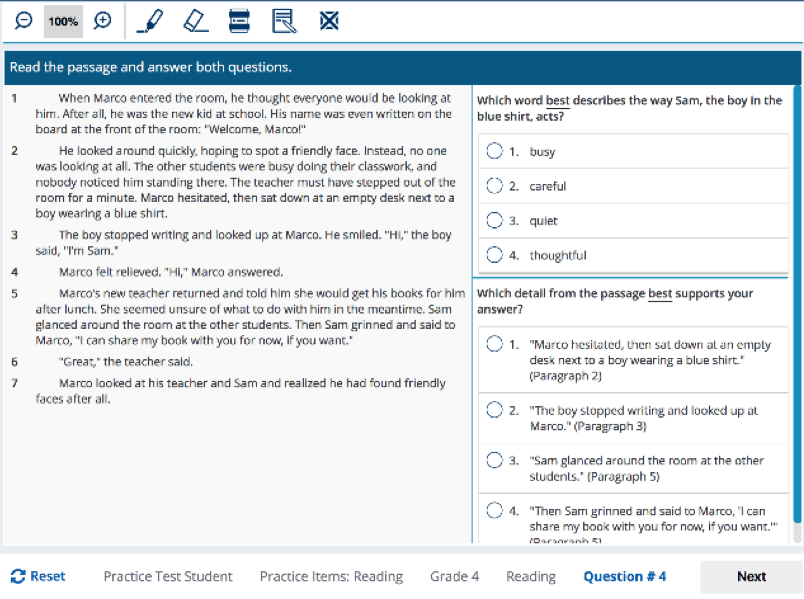 100%
Read the passage and answer both questions.
1 When Marco entered the room, he thought everyone would be looking at
him. After all, he was the new kid at school. His name was even written on the
board at the front of the room: "Welcome, Marco!"
2 He looked around quickly, hoping to spot a friendly face. Instead, no one
was looking at all. The other students were busy doing their classwork, and
nobody noticed him standing there. The teacher must have stepped out of the
room for a minute. Marco hesitated, then sat down at an empty desk next to a
boy wearing a blue shirt.
3 The boy stopped writing and looked up at Marco. He smiled. "Hi," the boy
said, "I'm Sam."
4 Marco felt relieved. "Hi," Marco answered.
5 Marco's new teacher returned and told him she would get his books for him
after lunch. She seemed unsure of what to do with him in the meantime. Sam
glanced around the room at the other students. Then Sam grinned and said to
Marco, "I can share my book with you for now, if you want."
6 "Great," the teacher said.
7 Marco looked at his teacher and Sam and realized he had found friendly
faces after all.
Which word best describes the way Sam, the boy in the
blue shirt, acts?
1. busy
2. careful
3. quiet
4. thoughtful
Which detail from the passage best supports your
answer?
1. "Marco hesitated, then sat down at an empty
desk next to a boy wearing a blue shirt."
(Paragraph 2)
2. "The boy stopped writing and looked up at
Marco." (Paragraph 3)
3. "Sam glanced around the room at the other
students." (Paragraph 5)
4. "Then Sam grinned and said to Marco, 'I can
share my book with you for now, if you want.'"
(Paragraph 5)
Reset
Practice Test Student
Practice Items: Reading
Grade 4
Reading
Question # 4
Next